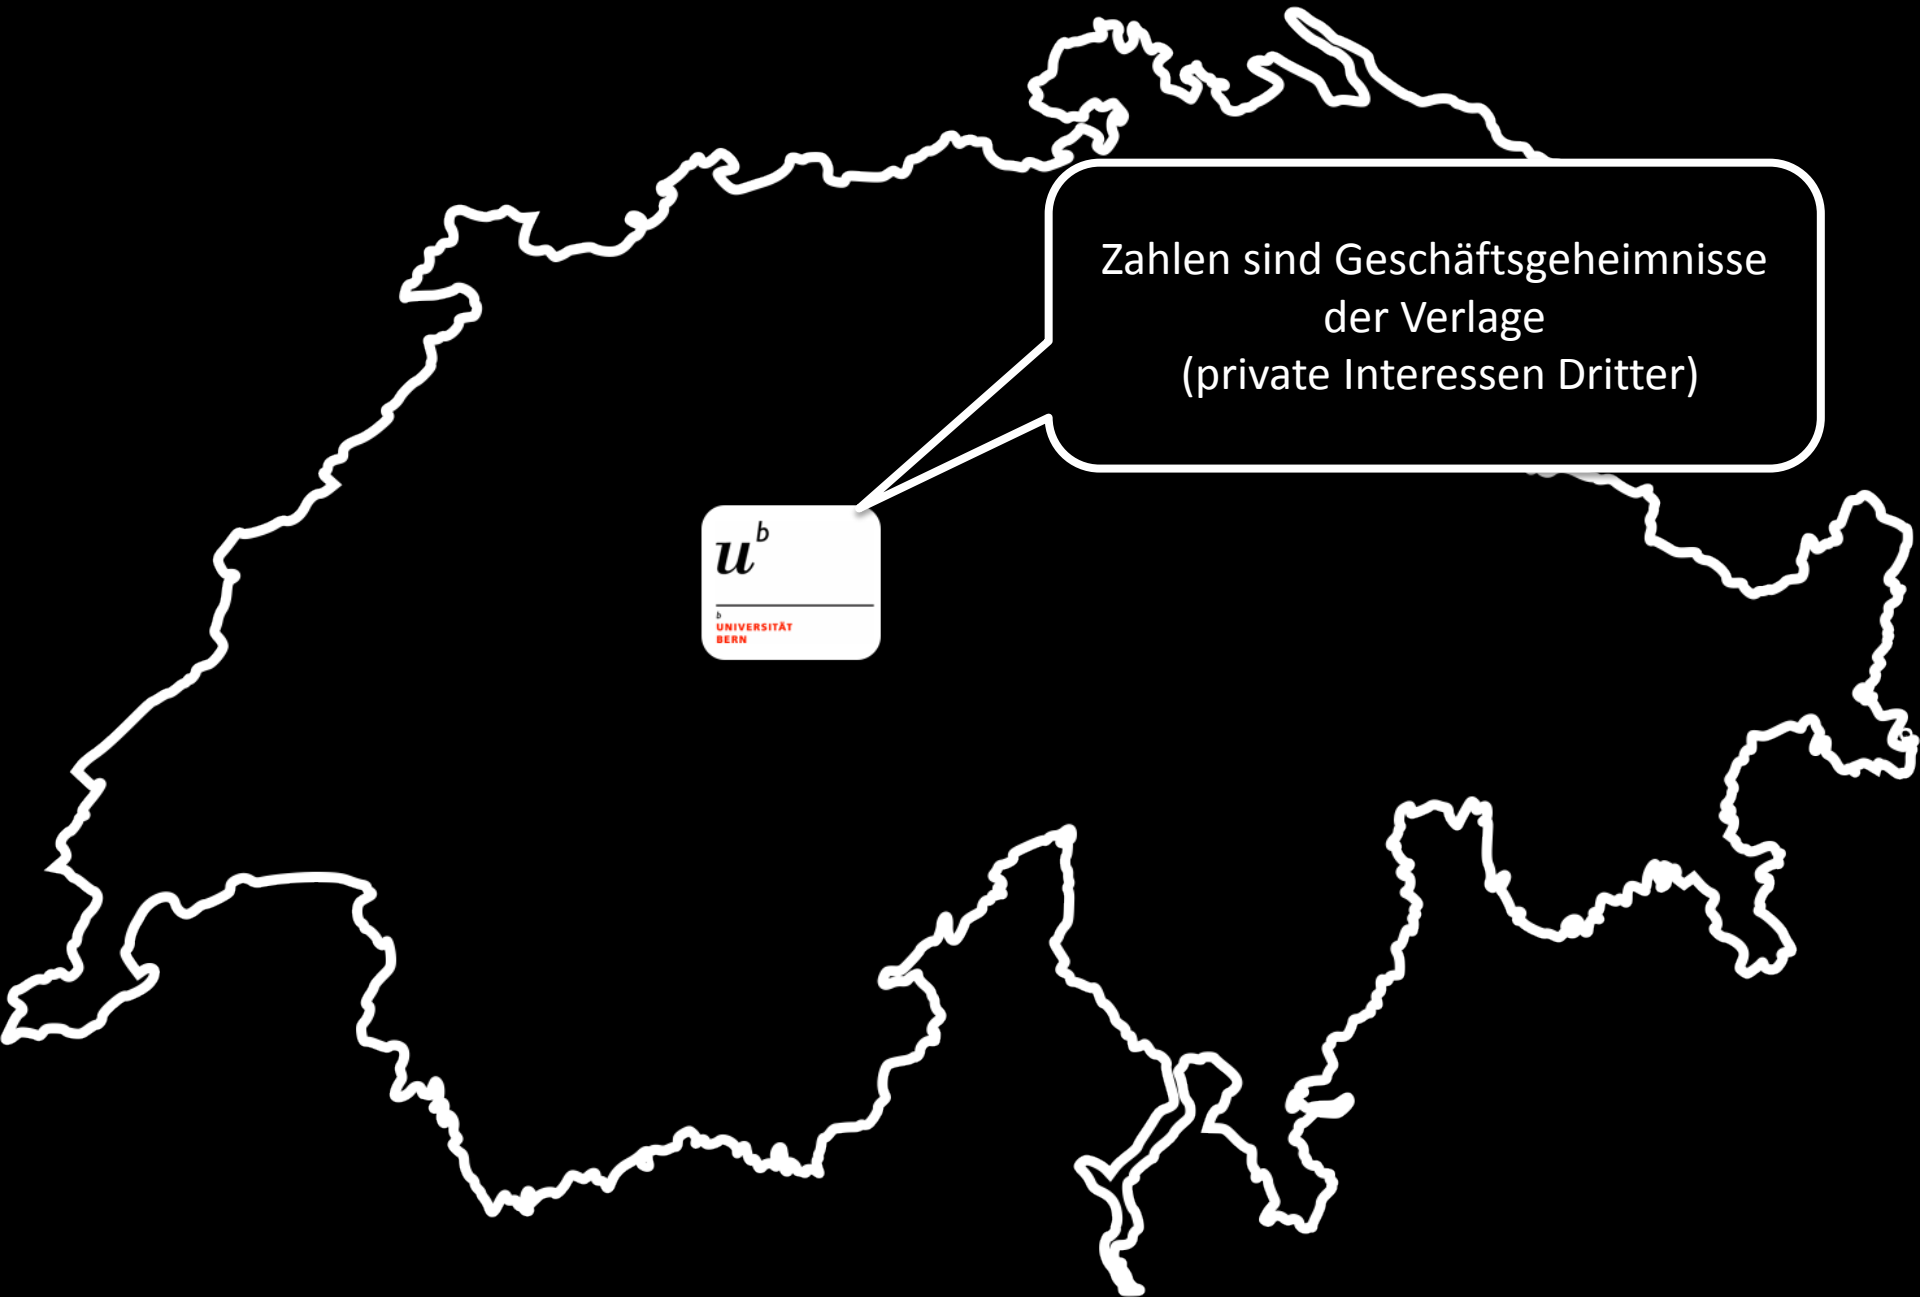 Zahlen sind Geschäftsgeheimnisse
der Verlage
(private Interessen Dritter)
u b
b
UNIVERSITÄT
BERN